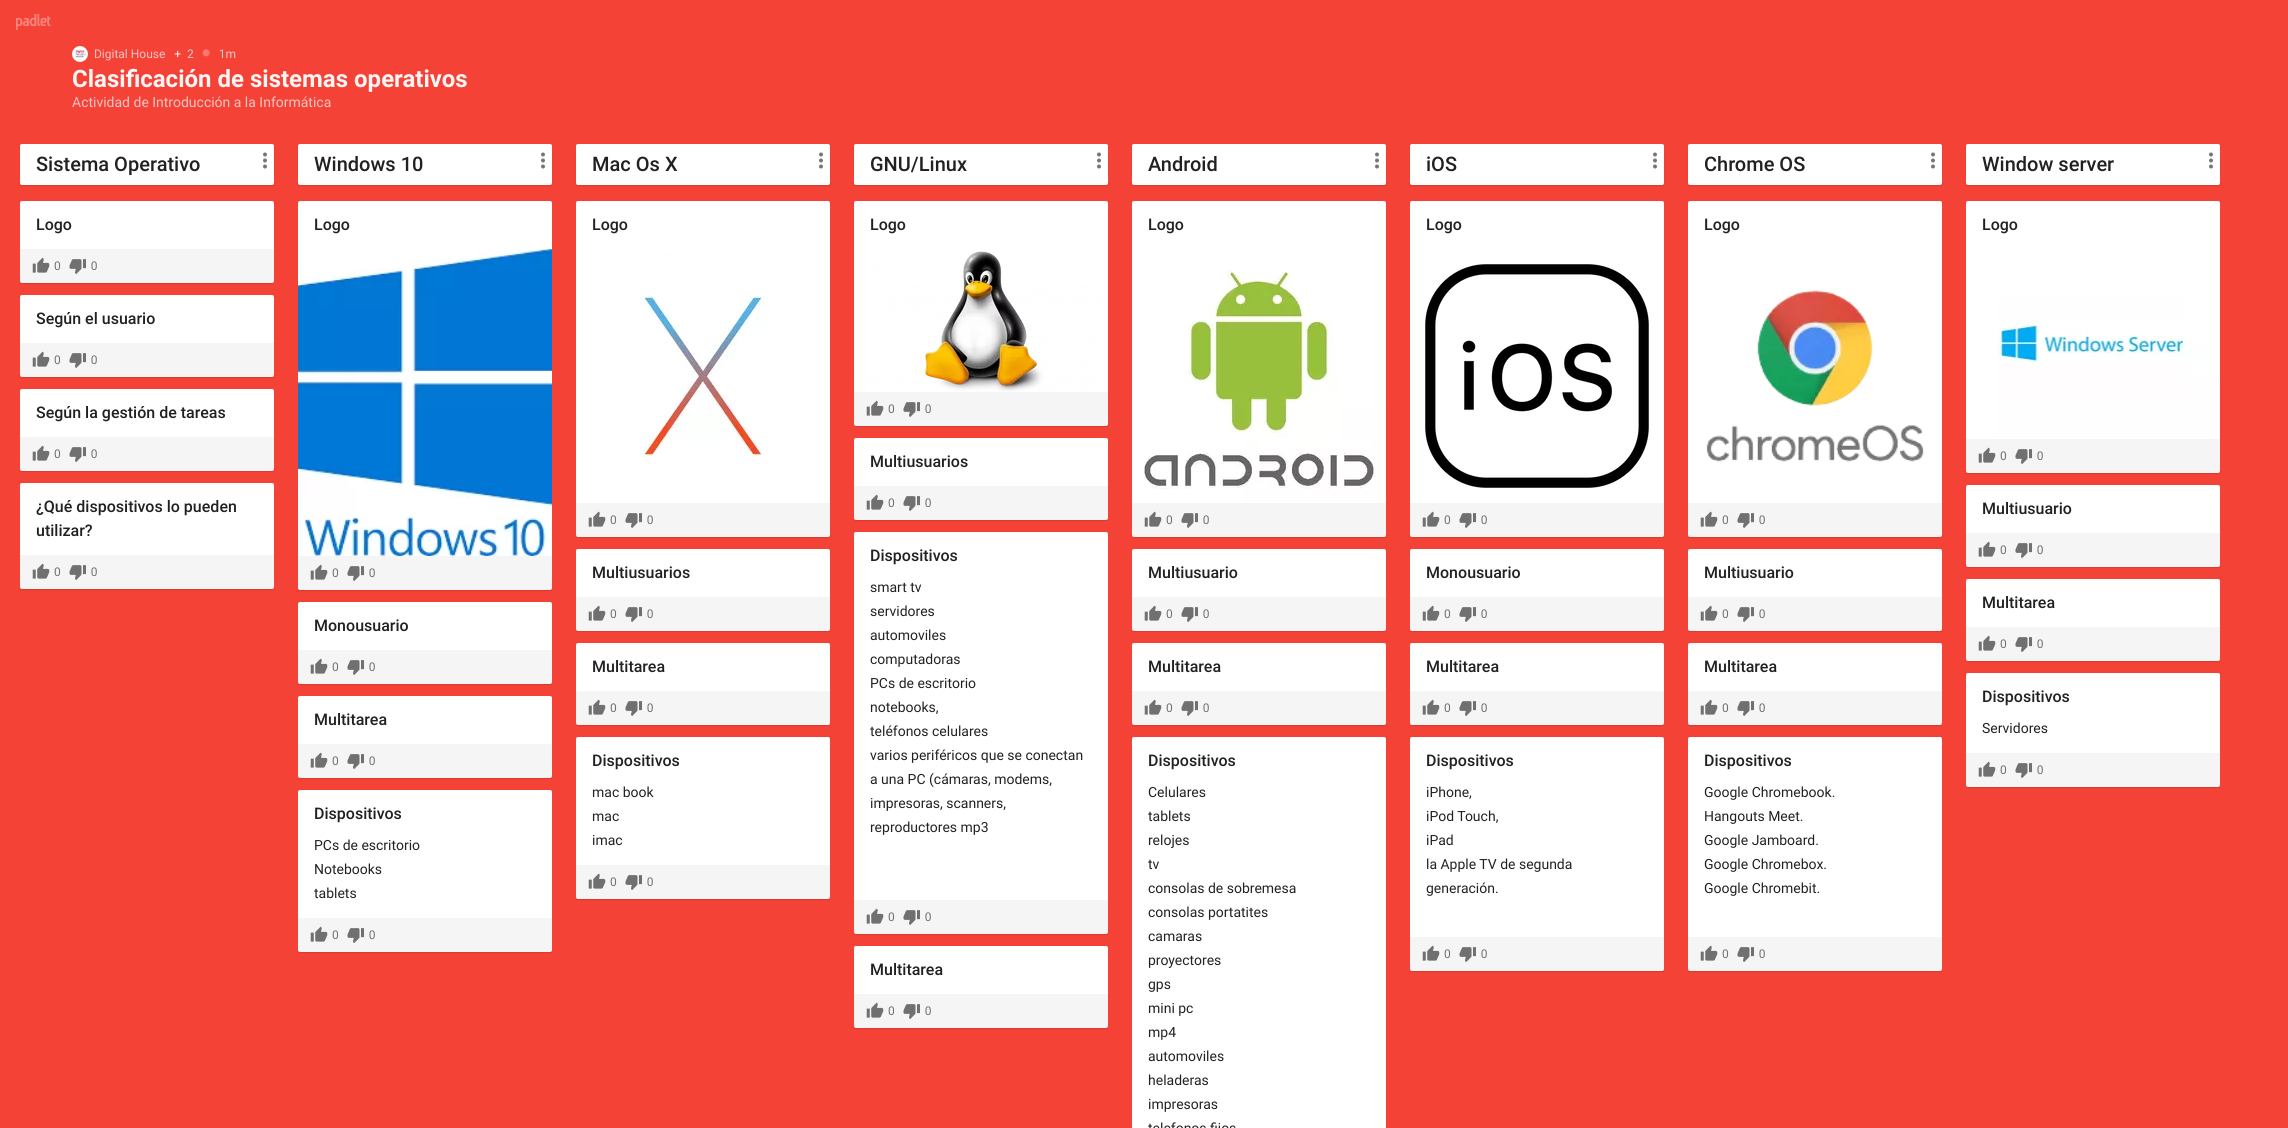 padlet
Digital House + 2 1m
Clasificación de sistemas operativos
Actividad de Introducción a la Informática
Sistema Operativo
Logo
0 0
Según el usuario
0 0
Según la gestión de tareas
0 0
¿Qué dispositivos lo pueden
utilizar?
0 0
Windows 10
Logo
Windows 10
0 0
Monousuario
0 0
Multitarea
0 0
Dispositivos
PCs de escritorio
Notebooks
tablets
0 0
Mac Os X
Logo
0 0
Multiusuarios
0 0
Multitarea
0 0
Dispositivos
mac book
mac
imac
0 0
GNU/Linux
Logo
0 0
Multiusuarios
0 0
Dispositivos
smart tv
servidores
automoviles
computadoras
PCs de escritorio
notebooks,
teléfonos celulares
varios periféricos que se conectan
a una PC (cámaras, modems,
impresoras, scanners,
reproductores mp3
0 0
Multitarea
0 0
Android
Logo
ANDROID
0 0
Multiusuario
0 0
Multitarea
0 0
Dispositivos
Celulares
tablets
relojes
tv
consolas de sobremesa
consolas portatites
camaras
proyectores
gps
mini pc
mp4
automoviles
heladeras
impresoras
telefonos fijos
iOS
Logo
iOS
0 0
Monousuario
0 0
Multitarea
0 0
Dispositivos
iPhone,
iPod Touch,
iPad
la Apple TV de segunda
generación.
0 0
Chrome OS
Logo
chromeOS
0 0
Multiusuario
0 0
Multitarea
0 0
Dispositivos
Google Chromebook.
Hangouts Meet.
Google Jamboard.
Google Chromebox.
Google Chromebit.
0 0
Window server
Logo
Windows Server
0 0
Multiusuario
0 0
Multitarea
0 0
Dispositivos
Servidores
0 0